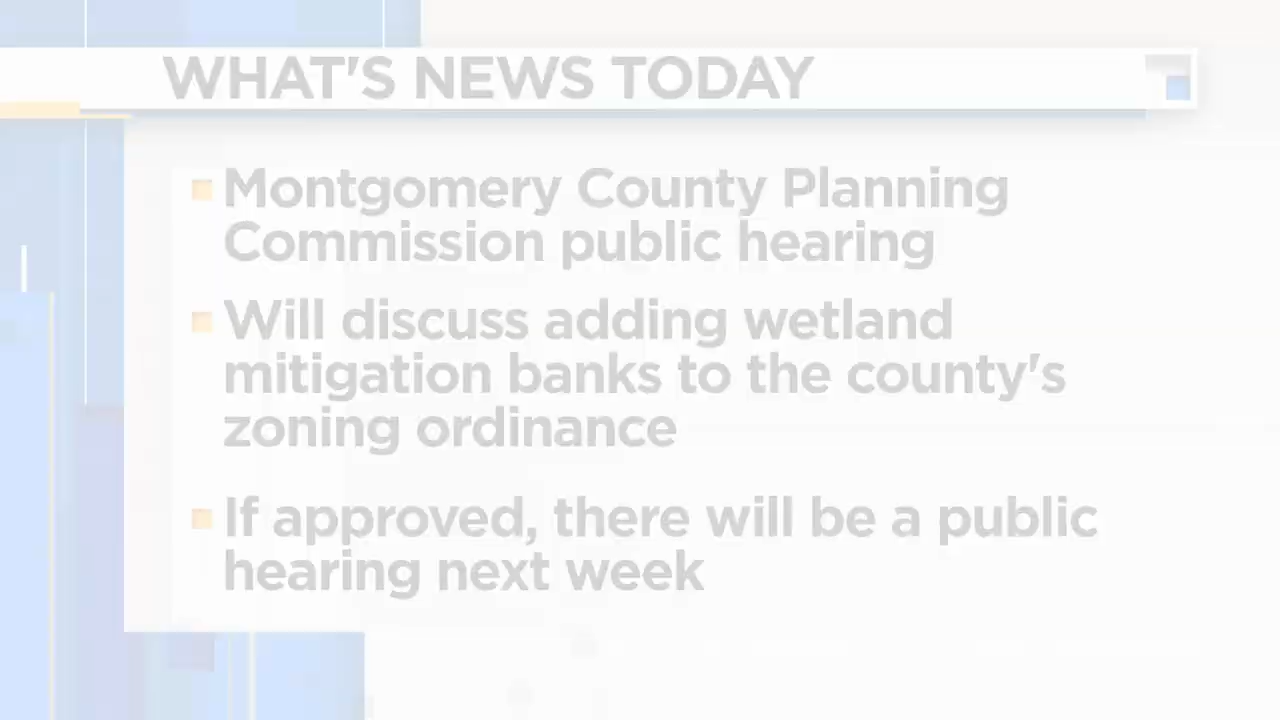 WHAT'S NEWS TODAY
Montgomery County Planning
Commission public hearing
Will discuss adding wetland
mitigation banks to the county's
zoning ordinance
If approved, there will be a public
hearing next week